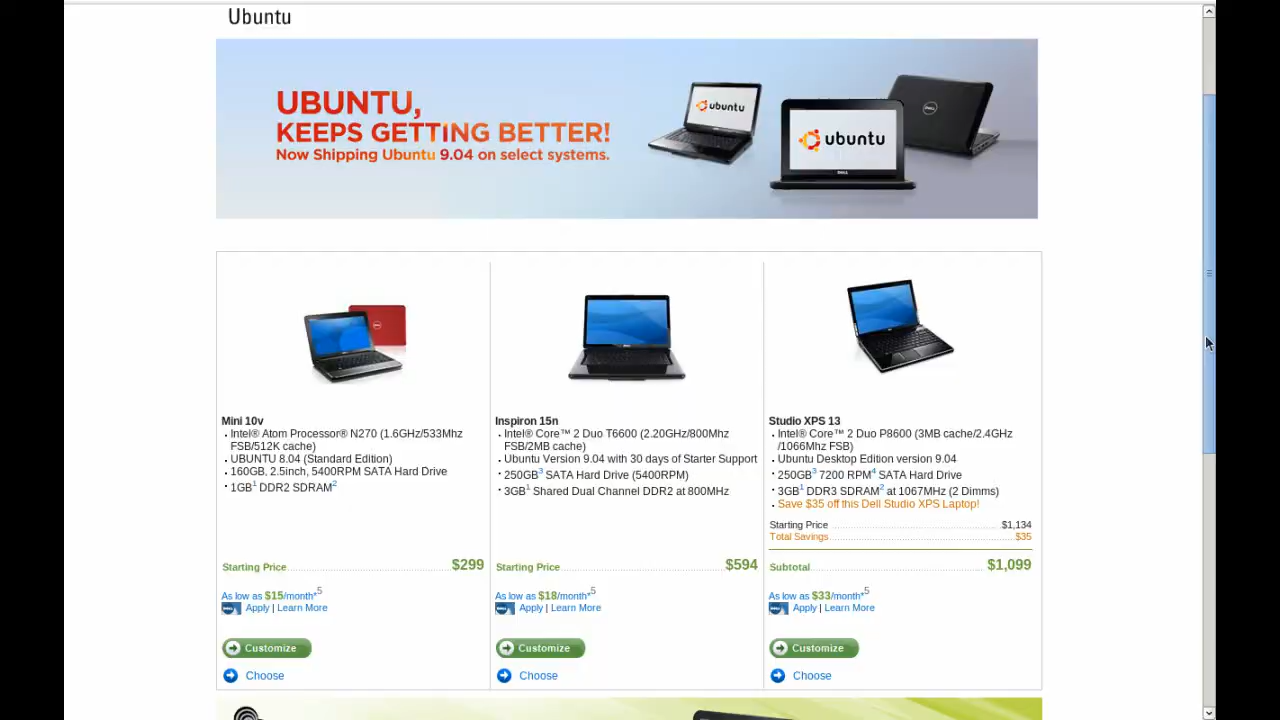 Ubuntu
UBUNTU,
KEEPS GETTING BETTER!
Now Shipping Ubuntu 9.04 on select systems.
ubuntu
ubuntu
DELL
DELL
Mini 10v
. Intel® Atom Processor® N270 (1.6GHz/533Mhz
FSB/512K cache)
. UBUNTU 8.04 (Standard Edition)
. 160GB, 2.5inch, 5400RPM SATA Hard Drive
. 1GB1 DDR2 SDRAM2
Starting Price $299
As low as $15/month*5
Apply | Learn More
Customize
Choose
Inspiron 15n
. Intel® Core™ 2 Duo T6600 (2.20GHz/800Mhz
FSB/2MB cache)
. Ubuntu Version 9.04 with 30 days of Starter Support
. 250GB3 SATA Hard Drive (5400RPM)
. 3GB1 Shared Dual Channel DDR2 at 800MHz
Starting Price $594
As low as $18/month*5
Apply | Learn More
Customize
Choose
Studio XPS 13
. Intel® Core™ 2 Duo P8600 (3MB cache/2.4GHz
/1066Mhz FSB)
. Ubuntu Desktop Edition version 9.04
. 250GB3 7200 RPM4 SATA Hard Drive
. 3GB1 DDR3 SDRAM2 at 1067MHz (2 Dimms)
. Save $35 off this Dell Studio XPS Laptop!
Starting Price $1,134
Total Savings $35
Subtotal $1,099
As low as $33/month*5
Apply | Learn More
Customize
Choose